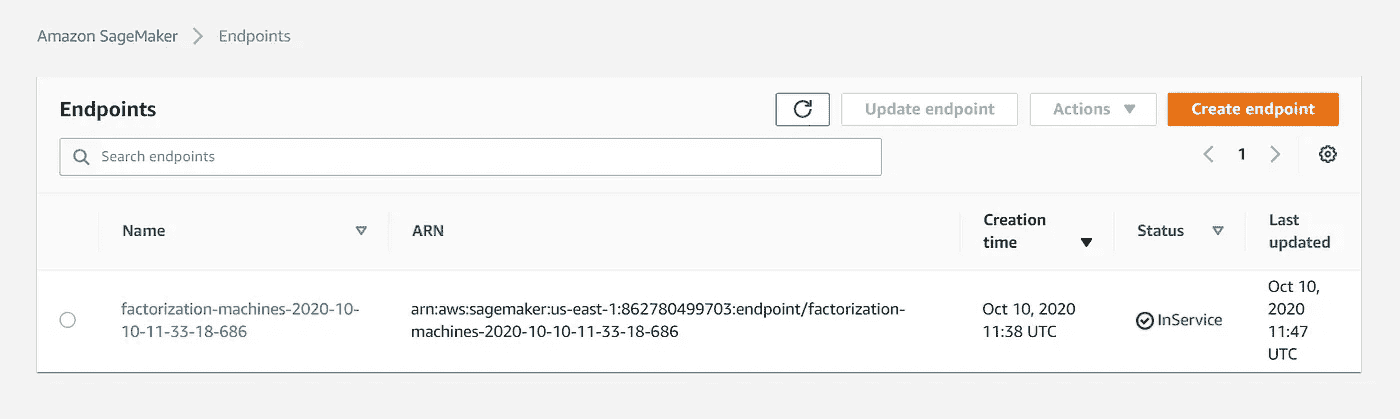 Amazon SageMaker > Endpoints
Endpoints
Update endpoint
Actions
Create endpoint
Search endpoints
1
Name
ARN
Creation
time
Status
Last
updated
factorization-machines-2020-10-
10-11-33-18-686
arn:aws:sagemaker:us-east-1:862780499703:endpoint/factorization-
machines-2020-10-10-11-33-18-686
Oct 10, 2020
11:38 UTC
InService
Oct 10,
2020
11:47
UTC